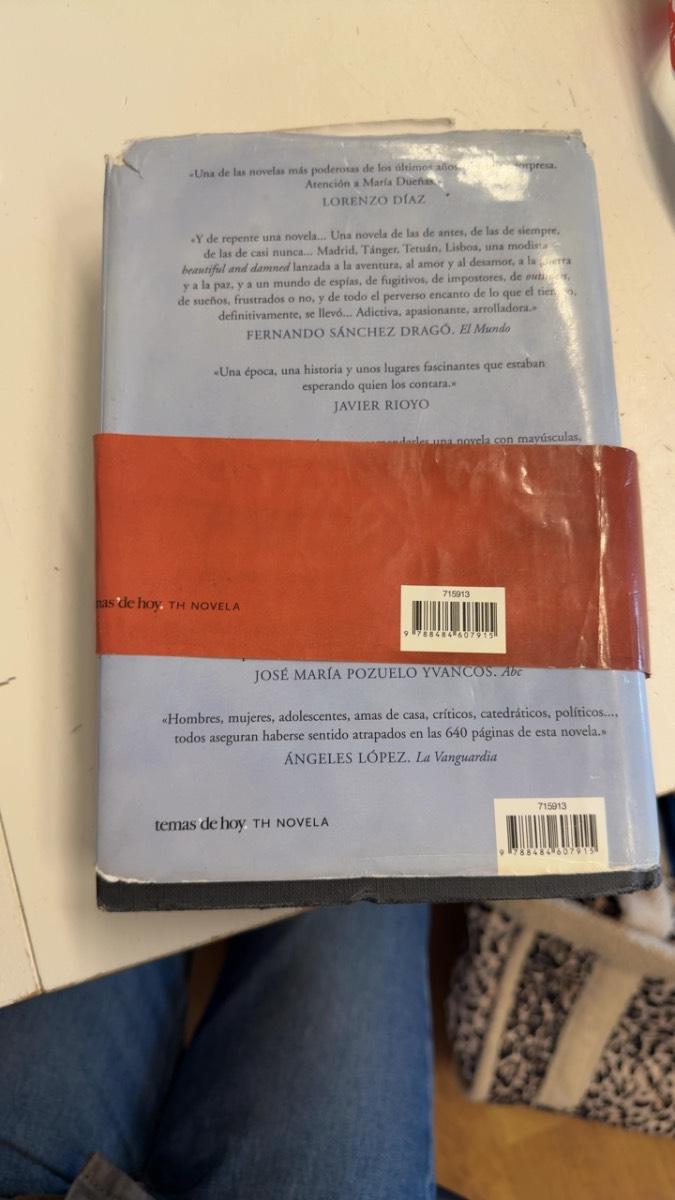 «Una de las novelas más poderosas de los últimos años. orpresa.
Atención a María Dueñas.
LORENZO DÍAZ
«Y de repente una novela... Una novela de las de antes, de las de siempre,
de las de casi nunca... Madrid, Tánger, Tetuán, Lisboa, una modista
beautiful and damned lanzada a la aventura, al amor y al desamor, a la guerra
y a la paz, y a un mundo de espías, de fugitivos, de impostores, de
de sueños, frustrados o no, y de todo el perverso encanto de lo que el tiempo,
definitivamente, se llevó... Adictiva, apasionante, arrolladora.»
FERNANDO SÁNCHEZ DRAGÓ. El Mundo
«Una época, una historia y unos lugares fascinantes que estaban
esperando quien los contara.»
JAVIER RIOYO
una novela con mayúsculas,
mas de hoy. TH NOVELA
715913
9 788484 607915
JOSÉ MARÍA POZUELO YVANCOS. Abc
«Hombres, mujeres, adolescentes, amas de casa, críticos, catedráticos, políticos...,
todos aseguran haberse sentido atrapados en las 640 páginas de esta novela.»
ÁNGELES LÓPEZ. La Vanguardia
temas de hoy. TH NOVELA
715913
9 788484 607915